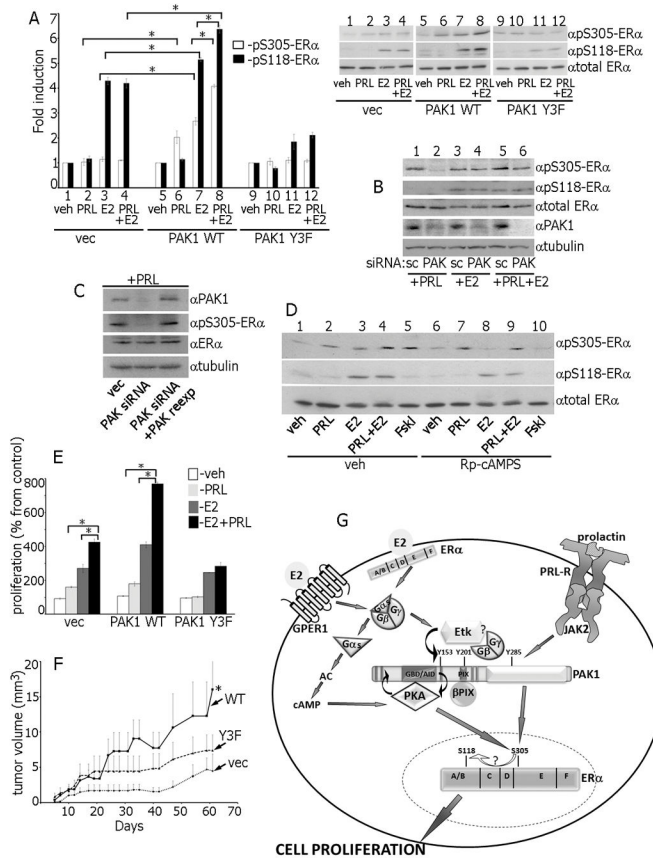 A
-pS305-ERα
-pS118-ERα
Fold induction
7
6
5
4
3
2
1
0
* * * * * *
1 2 3 4 5 6 7 8 9 10 11 12
veh PRL E2 PRL +E2 veh PRL E2 PRL +E2 veh PRL E2 PRL +E2
vec PAK1 WT PAK1 Y3F
1 2 3 4 5 6 7 8 9 10 11 12
αpS305-ERα
αpS118-ERα
αtotal ERα
veh PRL E2 PRL +E2 veh PRL E2 PRL +E2 veh PRL E2 PRL +E2
vec PAK1 WT PAK1 Y3F
B
1 2 3 4 5 6
αpS305-ERα
αpS118-ERα
αtotal ERα
αPAK1
αtubulin
siRNA: sc PAK sc PAK sc PAK
+PRL +E2 +PRL+E2
C
+PRL
αPAK1
αpS305-ERα
αERα
αtubulin
vec
PAK siRNA
PAK siRNA
+PAK reexp
D
1 2 3 4 5 6 7 8 9 10
αpS305-ERα
αpS118-ERα
αtotal ERα
veh PRL E2 PRL+E2 Fskl veh PRL E2 PRL+E2 Fskl
veh Rp-cAMPS
E
proliferation (% from control)
800
600
400
200
0
-veh
-PRL
-E2
-E2+PRL
* * * *
vec PAK1 WT PAK1 Y3F
F
tumor volume (mm3)
20
15
10
5
0
*
WT
Y3F
vec
0 10 20 30 40 50 60 70
Days
G
E2
ERα
A/B C D E F
E2
GPER1
Gαs
Gβ
Gγ
prolactin
PRL-R
JAK2
Etk
?
Gγ
Gβ
Gαs
Y153 Y201 Y285
GBD/AID PIX
PAK1
AC
cAMP
PKA
βPIX
S118 S305
?
A/B C D E F
ERα
CELL PROLIFERATION